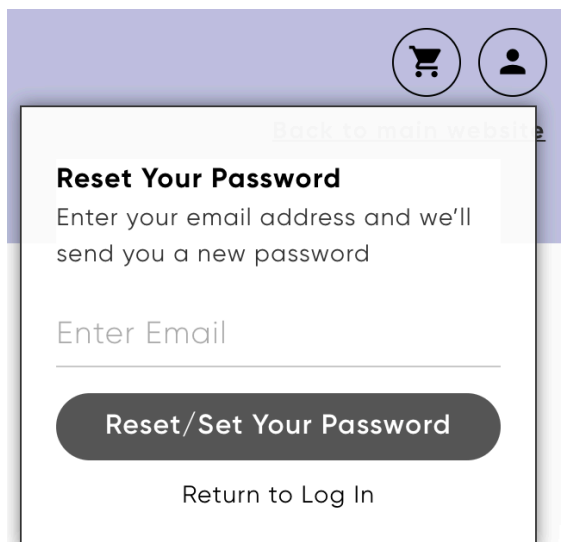 Back to main website
Reset Your Password
Enter your email address and we’ll
send you a new password
Enter Email
Reset/Set Your Password
Return to Log In